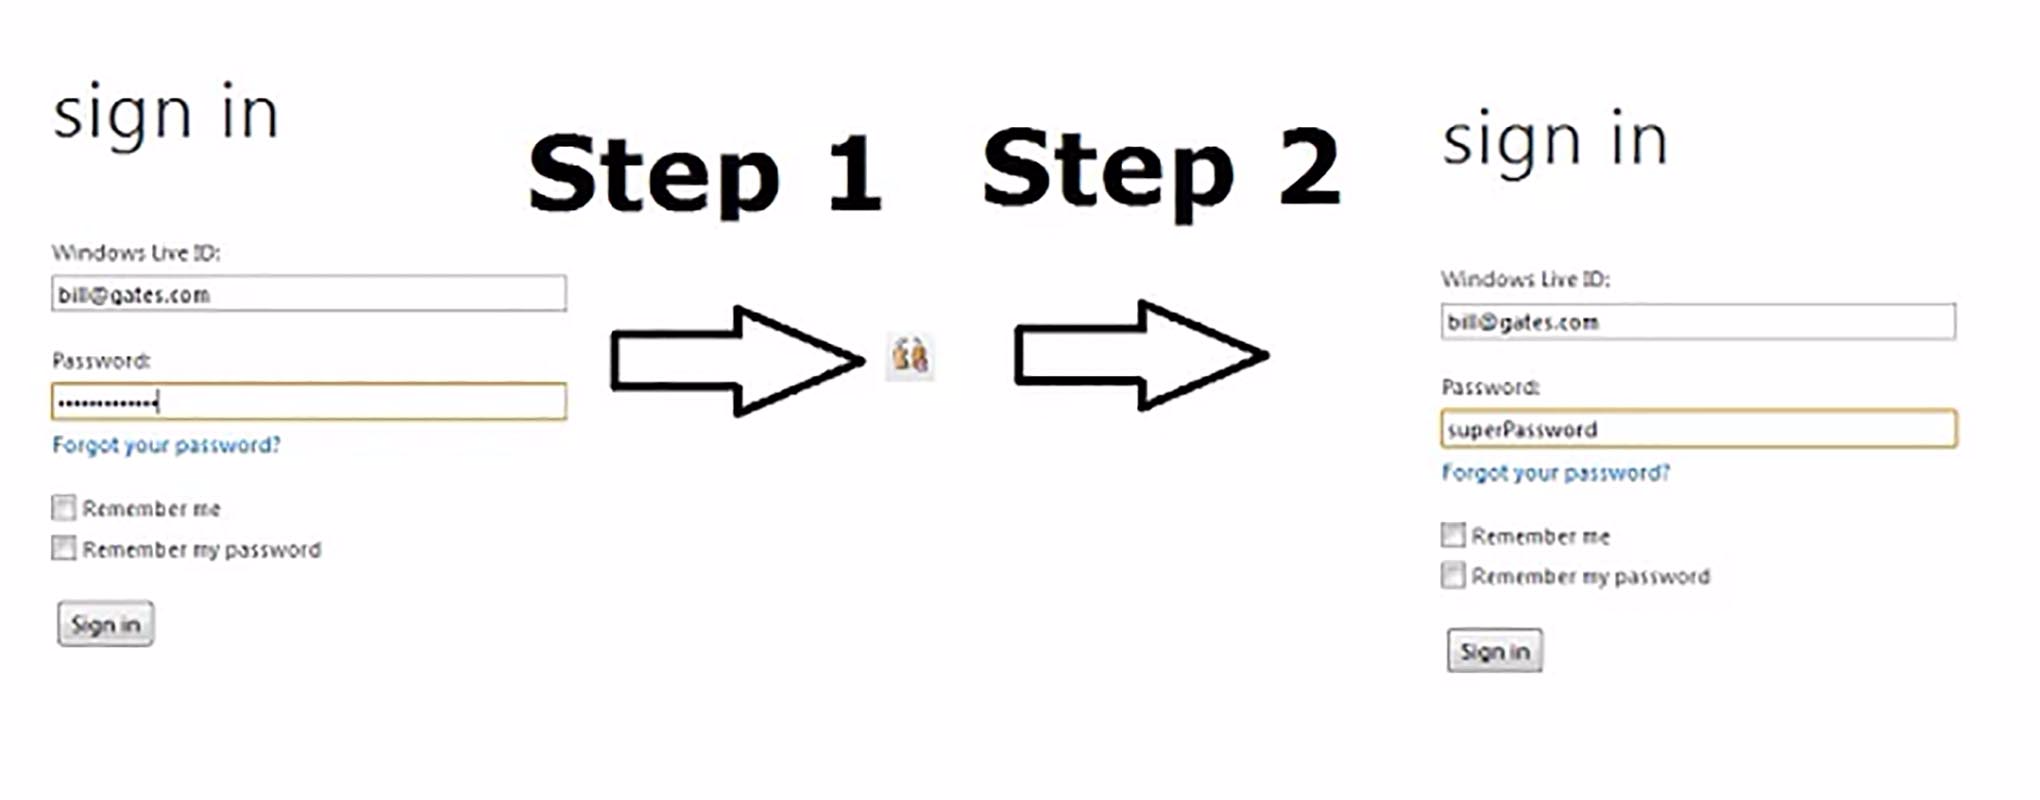 sign in
Windows Live ID:
bill@gates.com
Password:
•••••••••••••
Forgot your password?
Remember me
Remember my password
Sign in
Step 1
Step 2
sign in
Windows Live ID:
bill@gates.com
Password:
superPassword
Forgot your password?
Remember me
Remember my password
Sign in